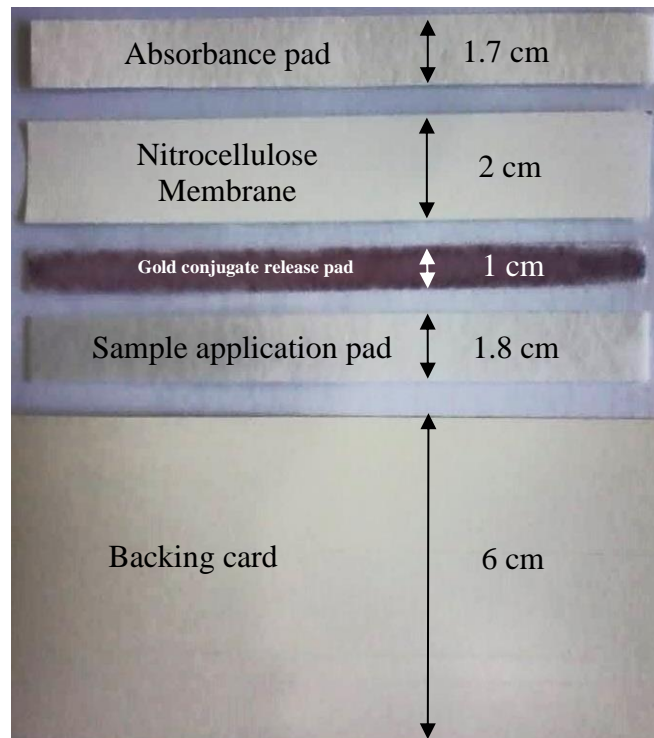 Absorbance pad 1.7 cm
Nitrocellulose
Membrane
2 cm
Gold conjugate release pad 1 cm
Sample application pad 1.8 cm
Backing card 6 cm